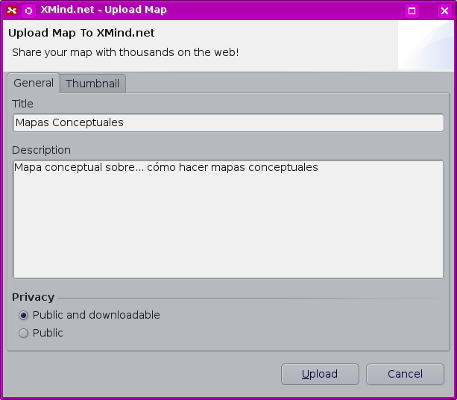 XMind.net - Upload Map
Upload Map To XMind.net
Share your map with thousands on the web!
General Thumbnail
Title
Mapas Conceptuales
Description
Mapa conceptual sobre... cómo hacer mapas conceptuales
Privacy
Public and downloadable
Public
Upload Cancel